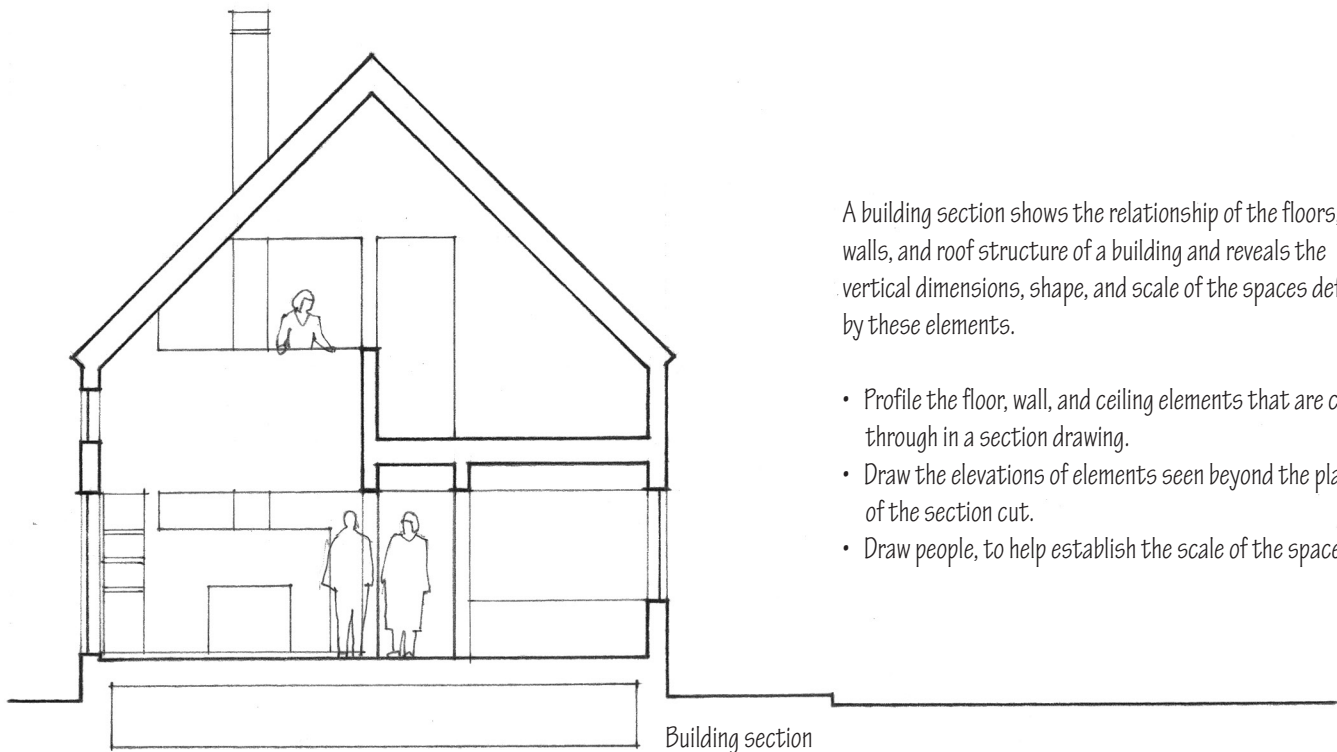 A building section shows the relationship of the floors,
walls, and roof structure of a building and reveals the
vertical dimensions, shape, and scale of the spaces
by these elements.
• Profile the floor, wall, and ceiling elements that are
through in a section drawing.
• Draw the elevations of elements seen beyond the
of the section cut.
• Draw people, to help establish the scale of the
Building section